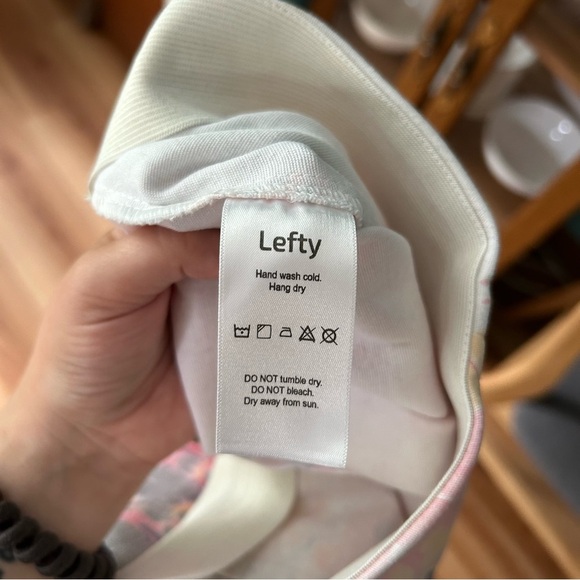 Lefty
Hand wash cold.
Hang dry
DO NOT tumble dry.
DO NOT bleach.
Dry away from sun.